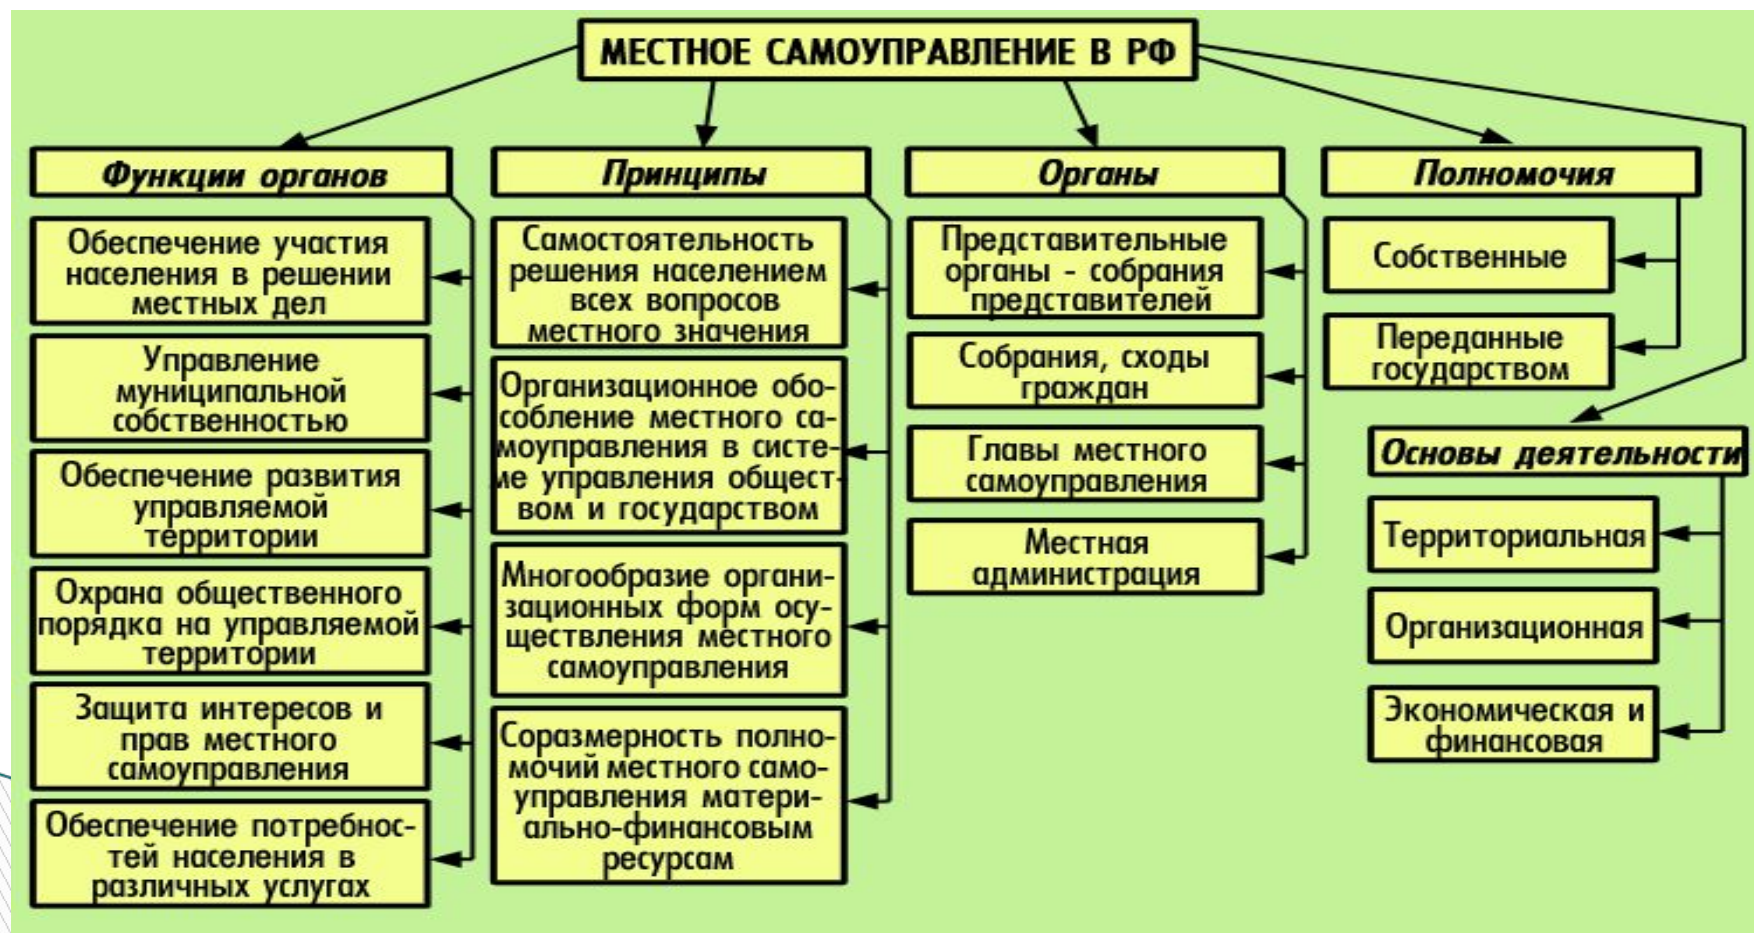 МЕСТНОЕ САМОУПРАВЛЕНИЕ В РФ
Функции органов
Обеспечение участия
населения в решении
местных дел
Управление
муниципальной
собственностью
Обеспечение развития
управляемой
территории
Охрана общественного
порядка на управляемой
территории
Защита интересов и
прав местного
самоуправления
Обеспечение потребнос-
тей населения в
различных услугах
Принципы
Самостоятельность
решения населением
всех вопросов
местного значения
Организационное обо-
собление местного са-
моуправления в систе-
ме управления общест-
вом и государством
Многообразие органи-
зационных форм осу-
ществления местного
самоуправления
Соразмерность полно-
мочий местного само-
управления матери-
ально-финансовым
ресурсам
Органы
Представительные
органы - собрания
представителей
Собрания, сходы
граждан
Главы местного
самоуправления
Местная
администрация
Полномочия
Собственные
Переданные
государством
Основы деятельности
Территориальная
Организационная
Экономическая и
финансовая